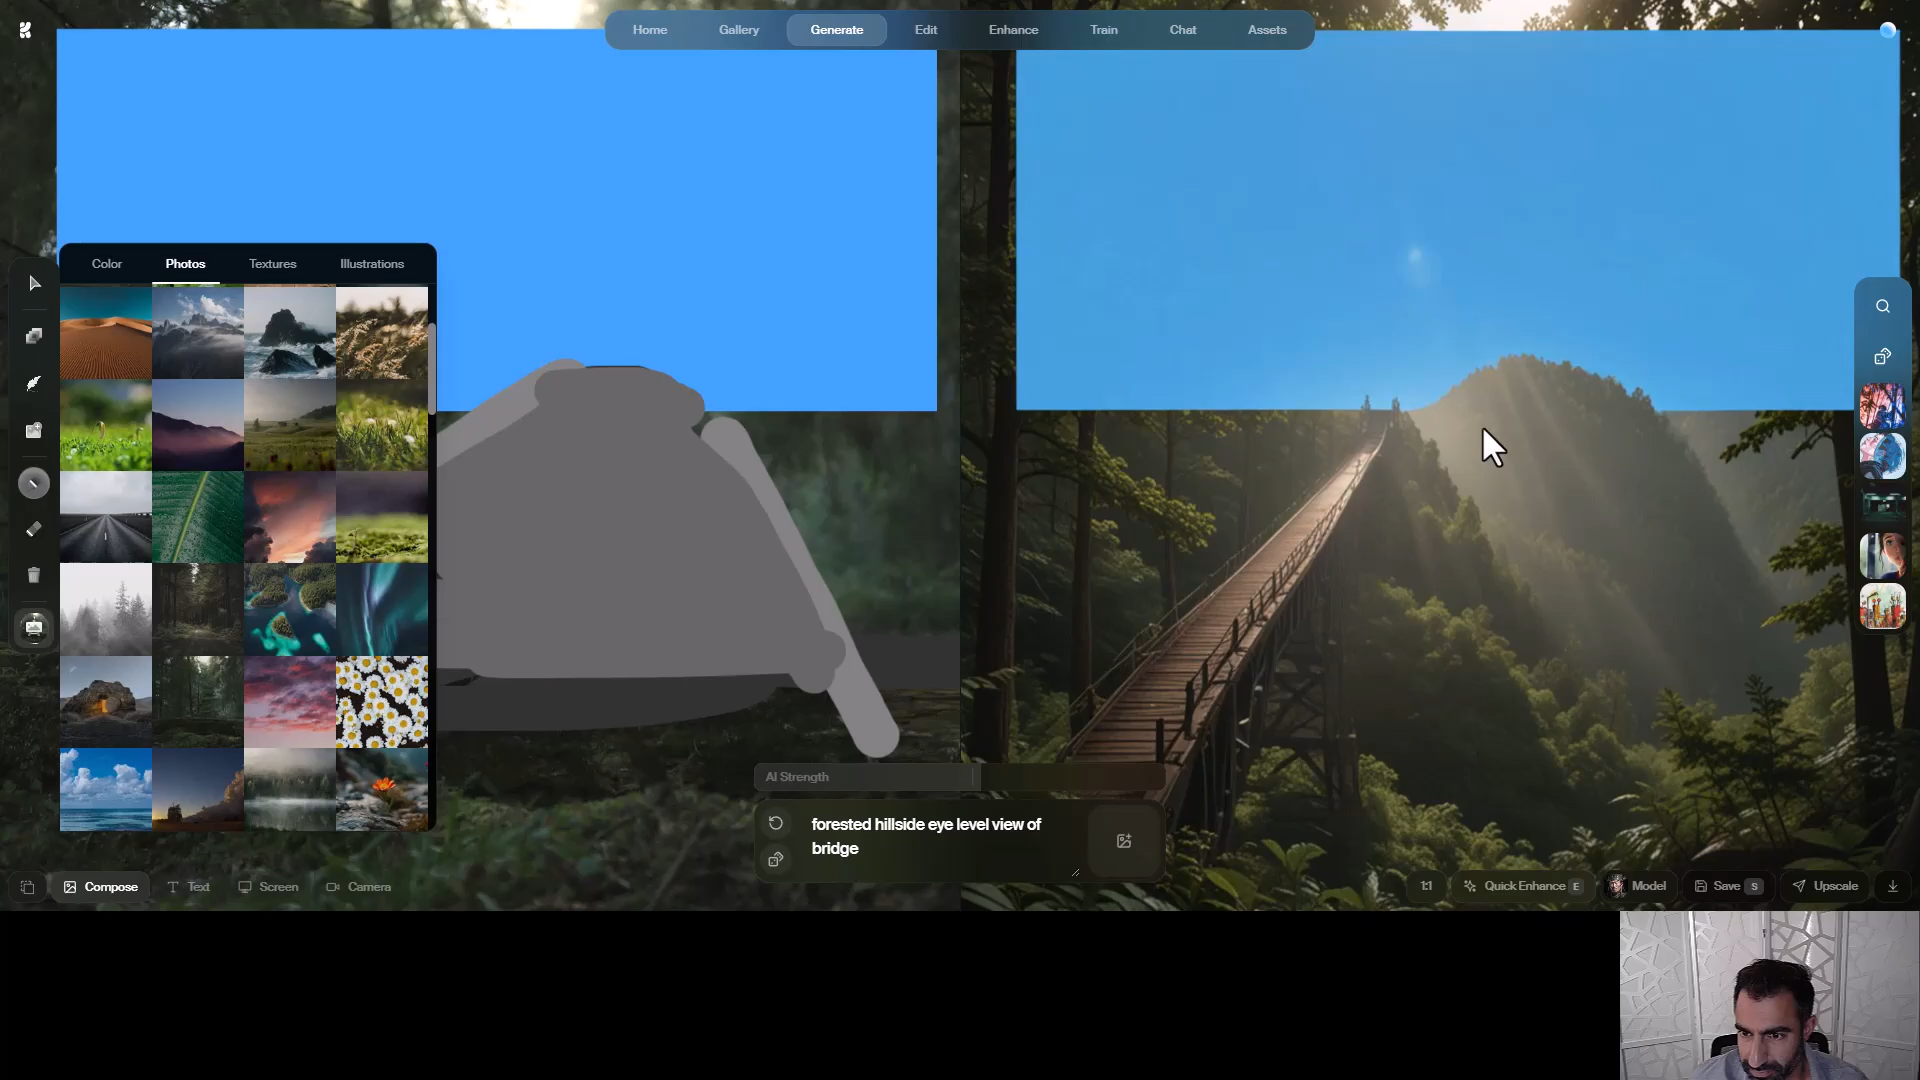 Home
Gallery
Generate
Edit
Enhance
Train
Chat
Assets
Color
Photos
Textures
Illustrations
AI Strength
forested hillside eye level view of
bridge
Compose
Text
Screen
Camera
1:1
Quick Enhance E
Model
Save S
Upscale